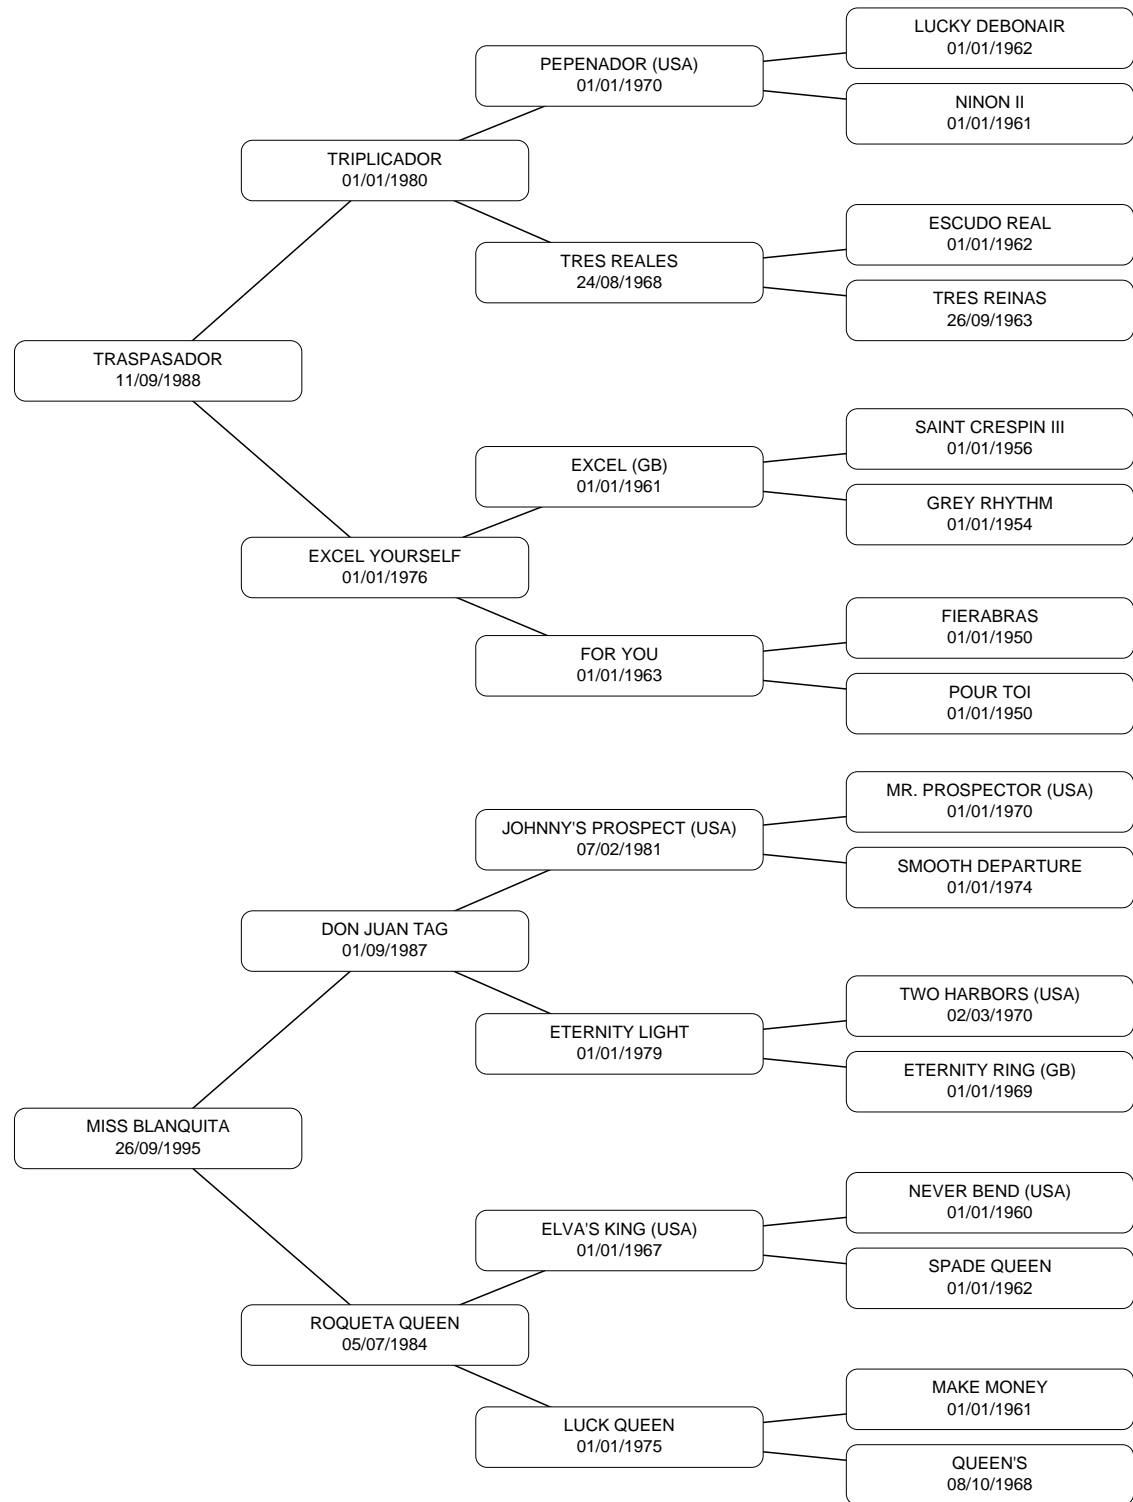 LUCKY DEBONAIR
01/01/1962
PEPENADOR (USA)
01/01/1970
NINON II
01/01/1961
TRIPLICADOR
01/01/1980
ESCUDO REAL
01/01/1962
TRES REALES
24/08/1968
TRES REINAS
26/09/1963
TRASPASADOR
11/09/1988
SAINT CRESPIN III
01/01/1956
EXCEL (GB)
01/01/1961
GREY RHYTHM
01/01/1954
EXCEL YOURSELF
01/01/1976
FIERABRAS
01/01/1950
FOR YOU
01/01/1963
POUR TOI
01/01/1950
MR. PROSPECTOR (USA)
01/01/1970
JOHNNY'S PROSPECT (USA)
07/02/1981
SMOOTH DEPARTURE
01/01/1974
DON JUAN TAG
01/09/1987
TWO HARBORS (USA)
02/03/1970
ETERNITY LIGHT
01/01/1979
ETERNITY RING (GB)
01/01/1969
MISS BLANQUITA
26/09/1995
NEVER BEND (USA)
01/01/1960
ELVA'S KING (USA)
01/01/1967
SPADE QUEEN
01/01/1962
ROQUETA QUEEN
05/07/1984
MAKE MONEY
01/01/1961
LUCK QUEEN
01/01/1975
QUEEN'S
08/10/1968